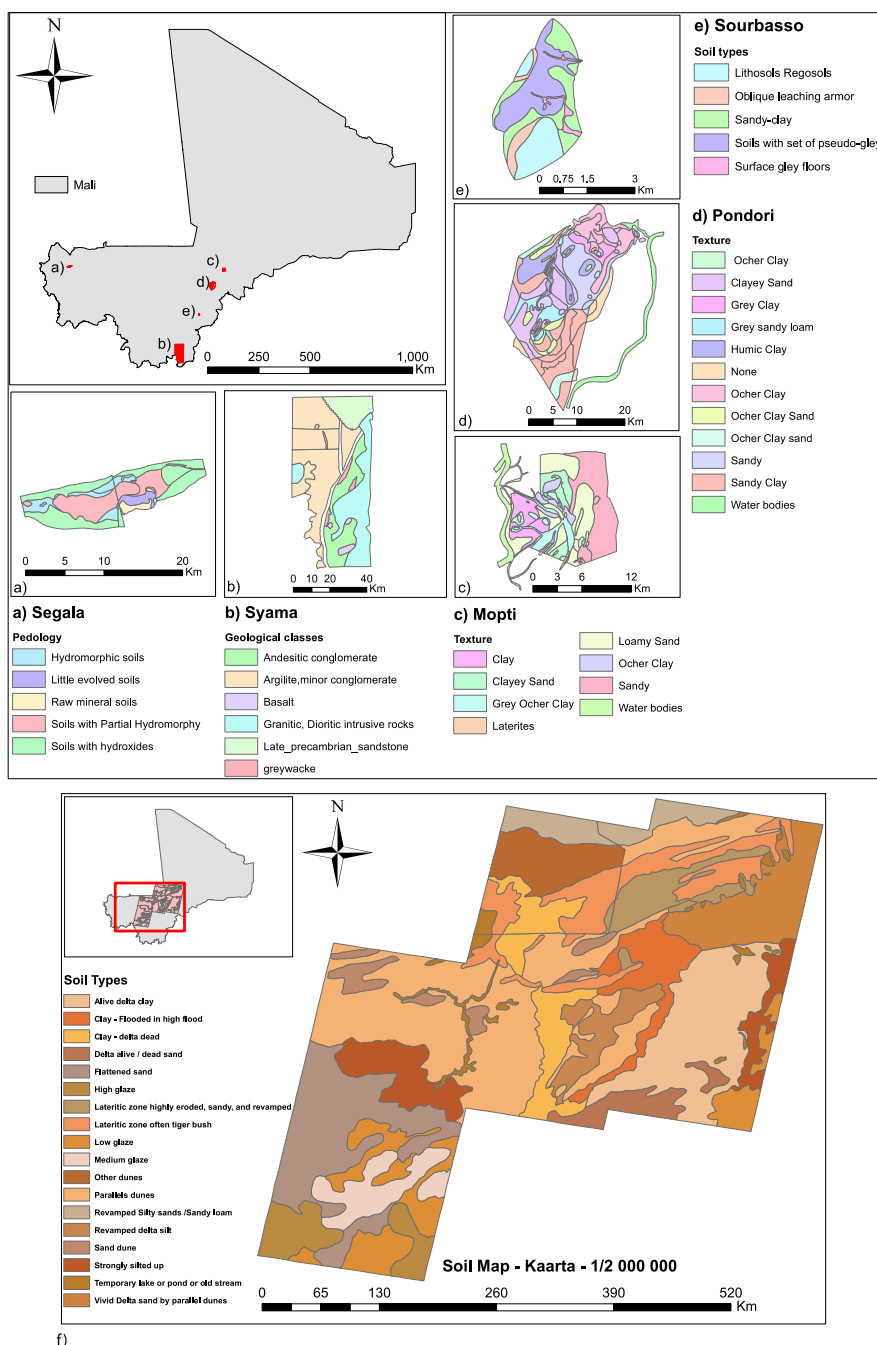 N
Mali
a)
c)
d)
e)
b)
0 250 500 1,000
Km
e)
0 0.75 1.5 3
Km
e) Sourbasso
Soil types
Lithosols Regosols
Oblique leaching armor
Sandy-clay
Soils with set of pseudo-gley
Surface gley floors
d)
0 5 10 20
Km
d) Pondori
Texture
Ocher Clay
Clayey Sand
Grey Clay
Grey sandy loam
Humic Clay
None
Ocher Clay
Ocher Clay Sand
Ocher Clay sand
Sandy
Sandy Clay
Water bodies
0 5 10 20
Km
a)
0 10 20 40
Km
b)
0 3 6 12
Km
c)
a) Segala
Pedology
Hydromorphic soils
Little evolved soils
Raw mineral soils
Soils with Partial Hydromorphy
Soils with hydroxides
b) Syama
Geological classes
Andesitic conglomerate
Argilite,minor conglomerate
Basalt
Granitic, Dioritic intrusive rocks
Late_precambrian_sandstone
greywacke
c) Mopti
Texture
Clay
Clayey Sand
Grey Ocher Clay
Laterites
Loamy Sand
Ocher Clay
Sandy
Water bodies
N
Soil Types
Alive delta clay
Clay - Flooded in high flood
Clay - delta dead
Delta alive / dead sand
Flattened sand
High glaze
Lateritic zone highly eroded, sandy, and revamped
Lateritic zone often tiger bush
Low glaze
Medium glaze
Other dunes
Parallels dunes
Revamped Silty sands /Sandy loam
Revamped delta silt
Sand dune
Strongly silted up
Temporary lake or pond or old stream
Vivid Delta sand by parallel dunes
Soil Map - Kaarta - 1/2 000 000
0 65 130 260 390 520
Km
f)